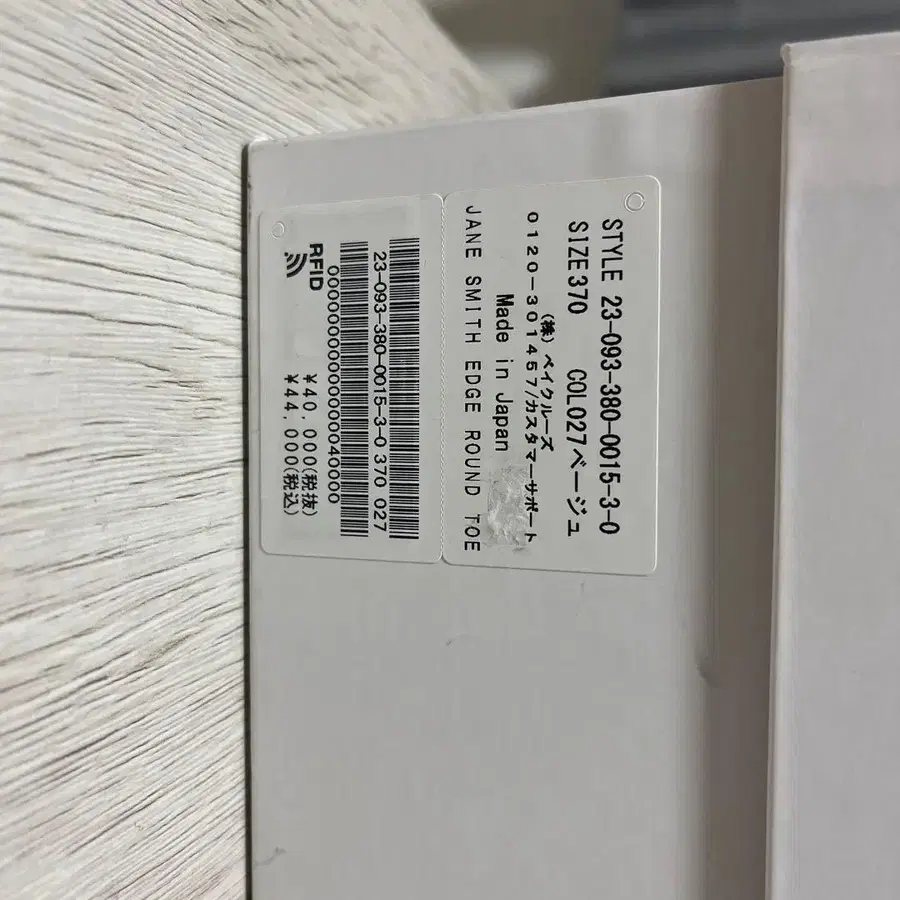 STYLE 23-093-380-0015-3-0
SIZE370 COL027ベージュ
(株)ベイクルーズ
0120-301457/カスタマーサポート
Made in Japan
JANE SMITH EDGE ROUND TOE
23-093-380-0015-3-0 370 027
0000000000000000040000
RFID
¥40,000(税抜)
¥44,000(税込)